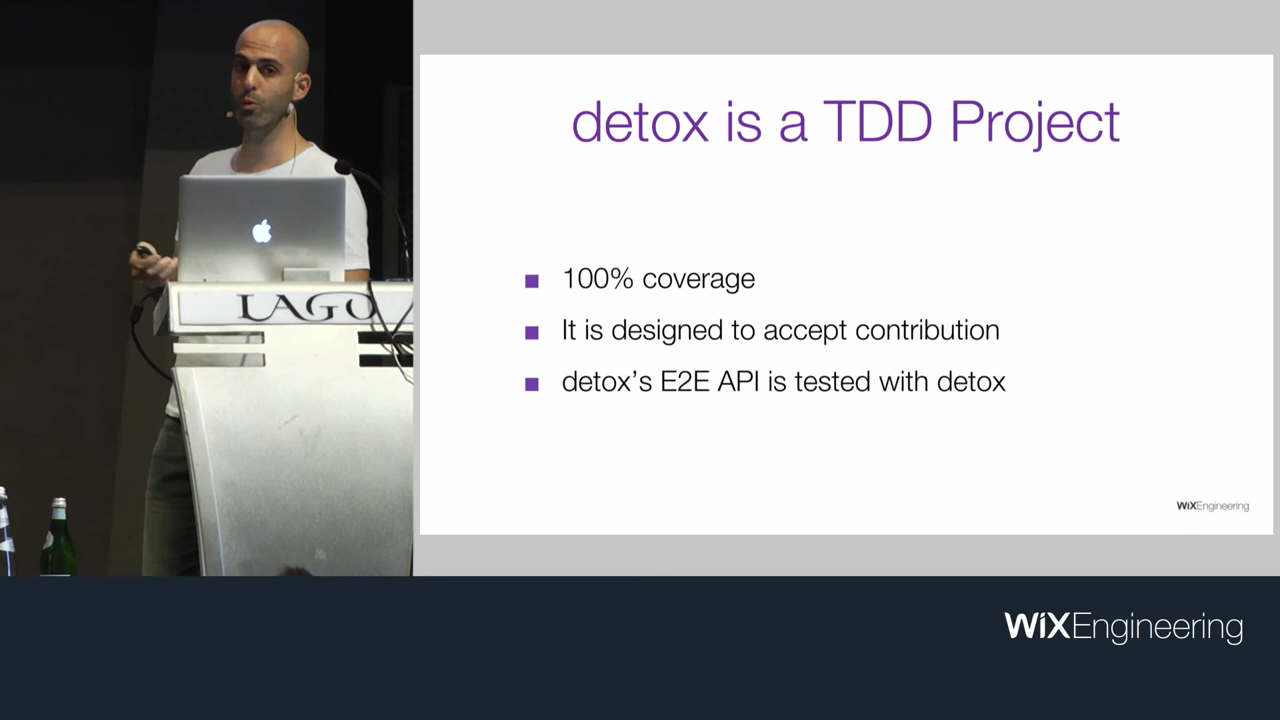 detox is a TDD Project
100% coverage
It is designed to accept contribution
detox's E2E API is tested with detox
WiXEngineering
LAGO
WiXEngineering